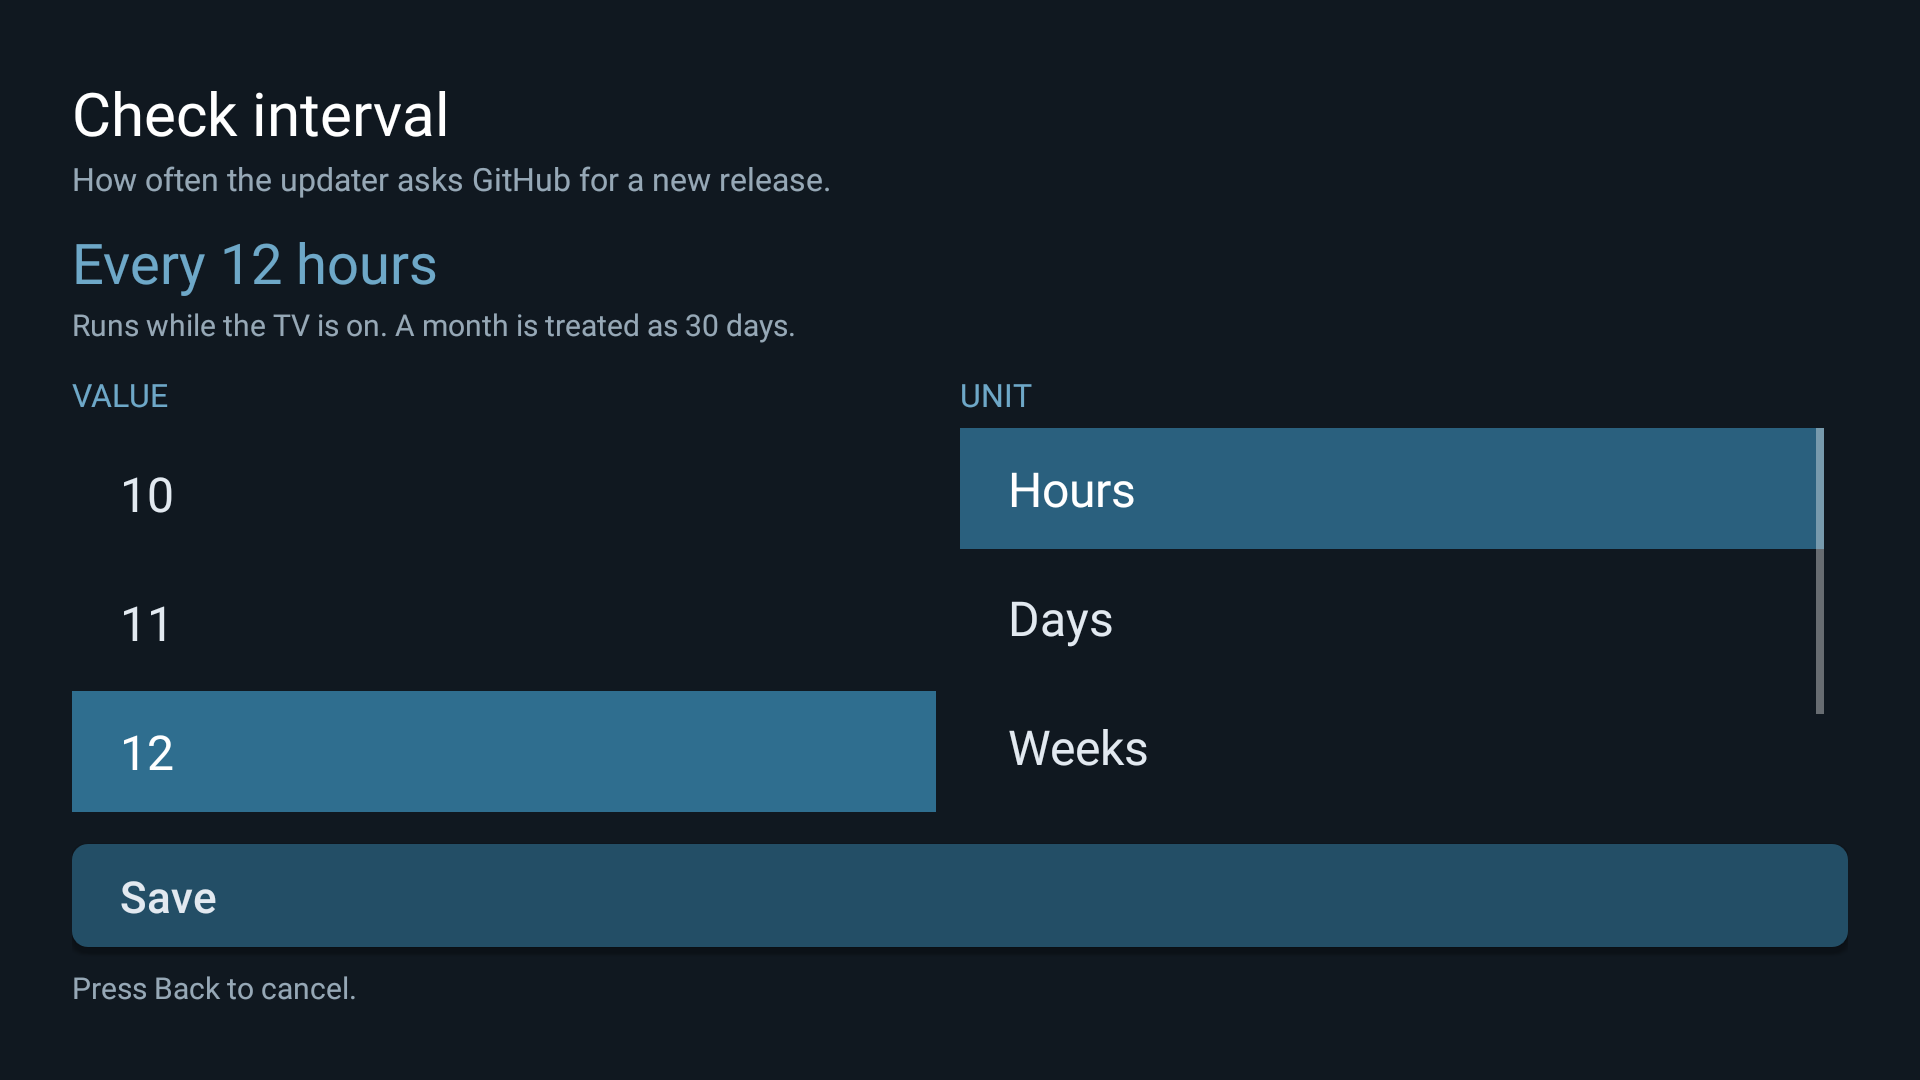 Check interval
How often the updater asks GitHub for a new release.
Every 12 hours
Runs while the TV is on. A month is treated as 30 days.
VALUE
10
11
12
UNIT
Hours
Days
Weeks
Save
Press Back to cancel.